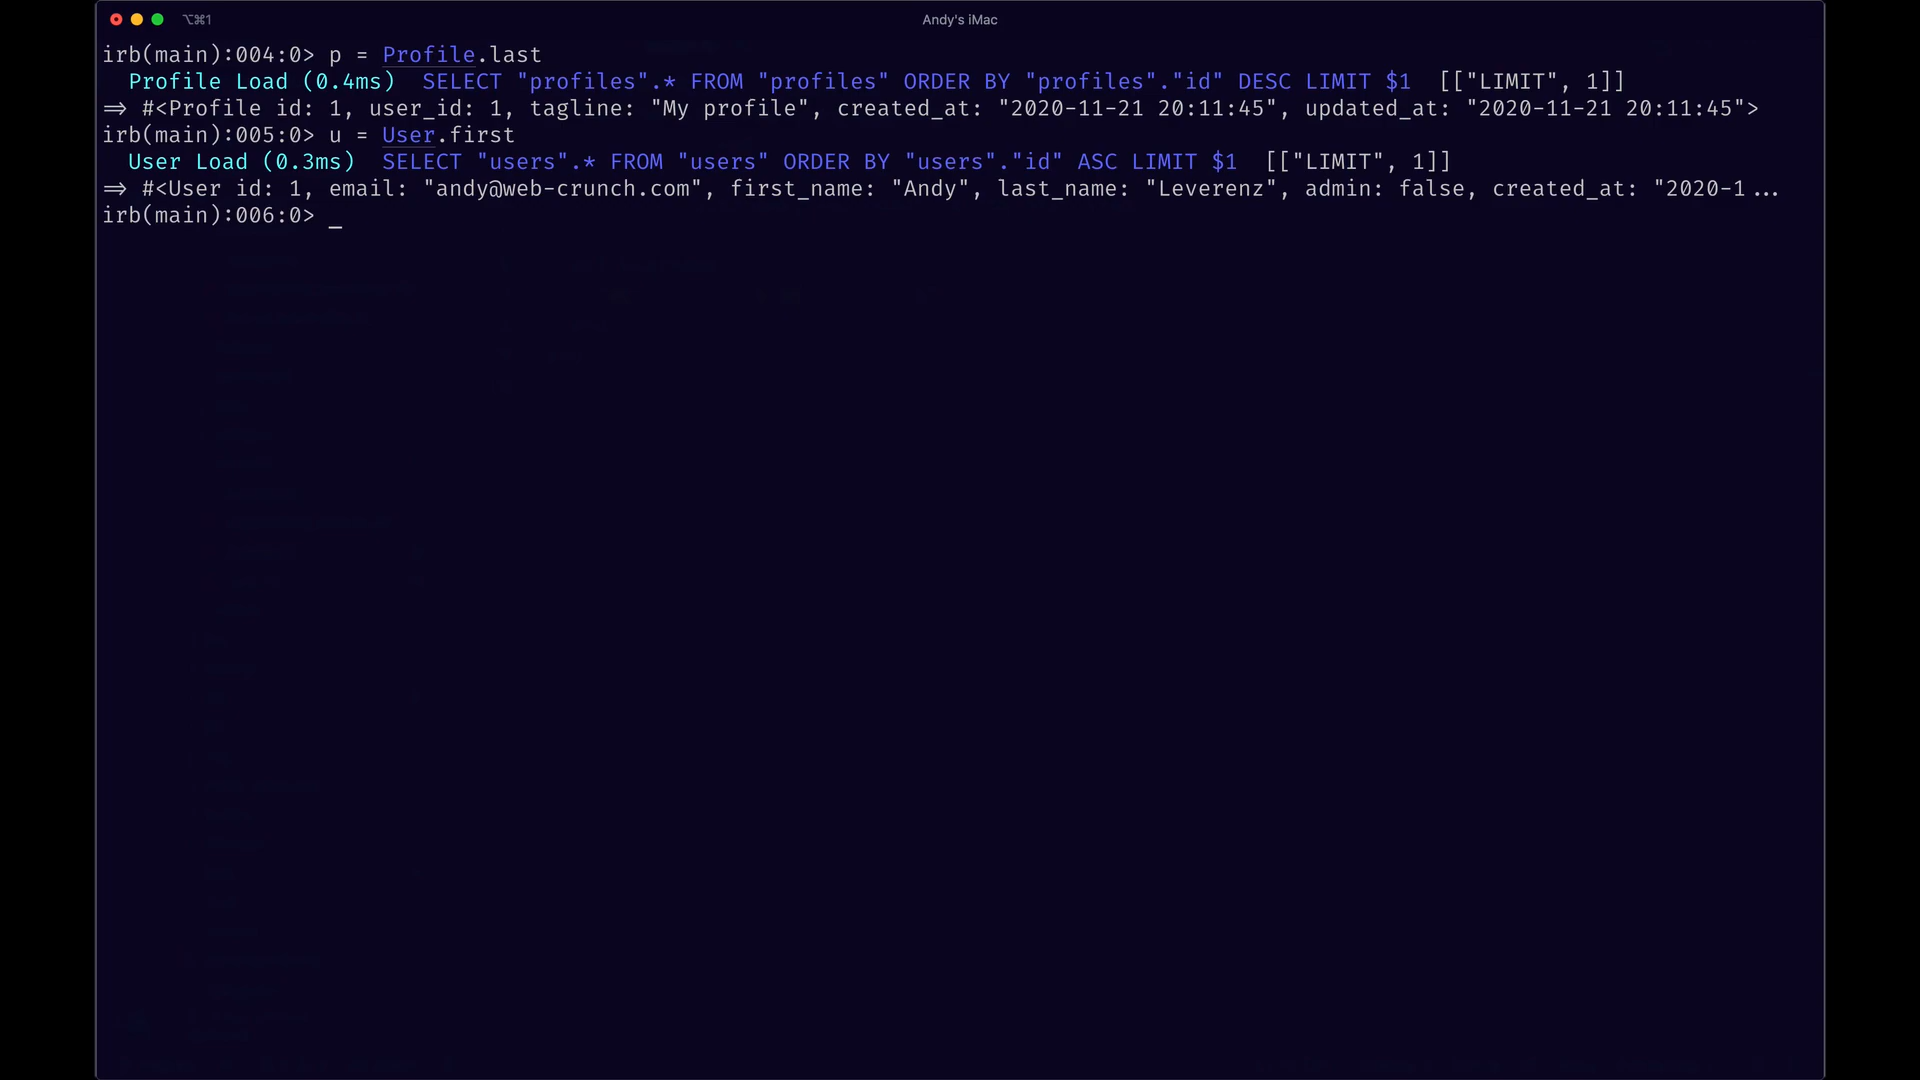 ⌥⌘1
Andy's iMac
irb(main):004:0> p = Profile.last
Profile Load (0.4ms)  SELECT "profiles".* FROM "profiles" ORDER BY "profiles"."id" DESC LIMIT $1  [["LIMIT", 1]]
=> #<Profile id: 1, user_id: 1, tagline: "My profile", created_at: "2020-11-21 20:11:45", updated_at: "2020-11-21 20:11:45">
irb(main):005:0> u = User.first
User Load (0.3ms)  SELECT "users".* FROM "users" ORDER BY "users"."id" ASC LIMIT $1  [["LIMIT", 1]]
=> #<User id: 1, email: "andy@web-crunch.com", first_name: "Andy", last_name: "Leverenz", admin: false, created_at: "2020-1...
irb(main):006:0> _